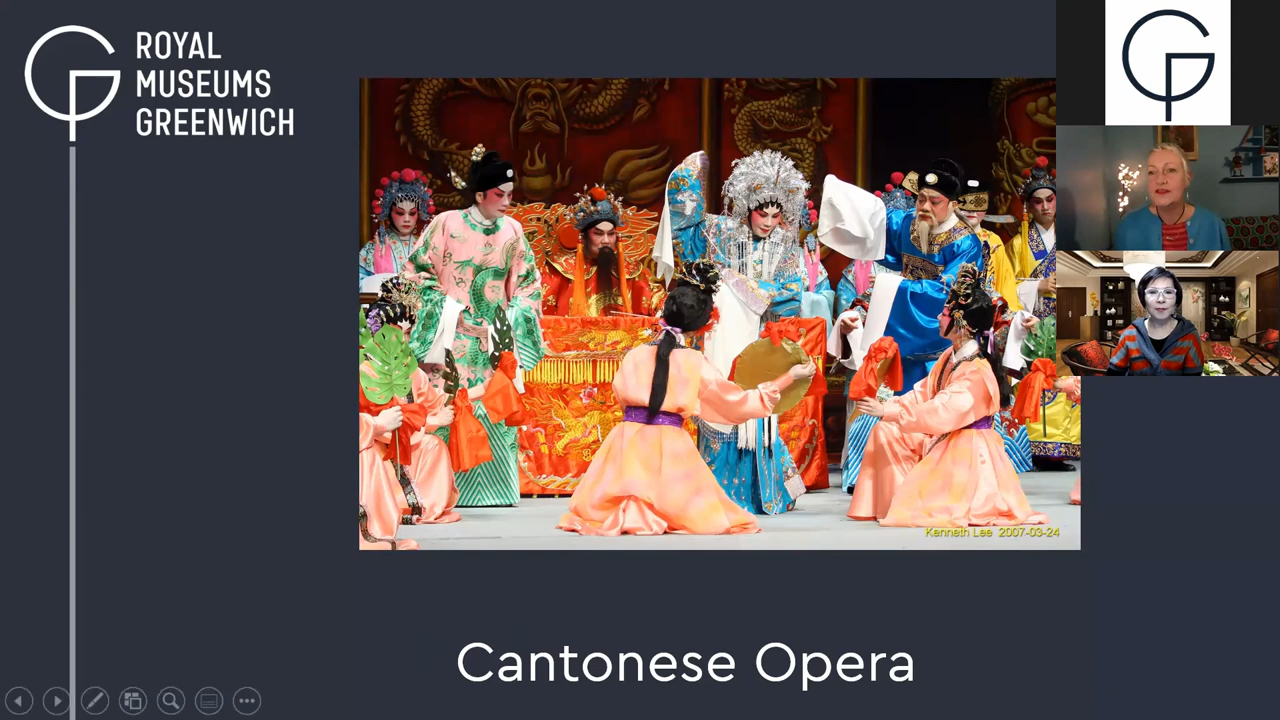 ROYAL
MUSEUMS
GREENWICH
Kenneth Lee 2007-03-24
Cantonese Opera